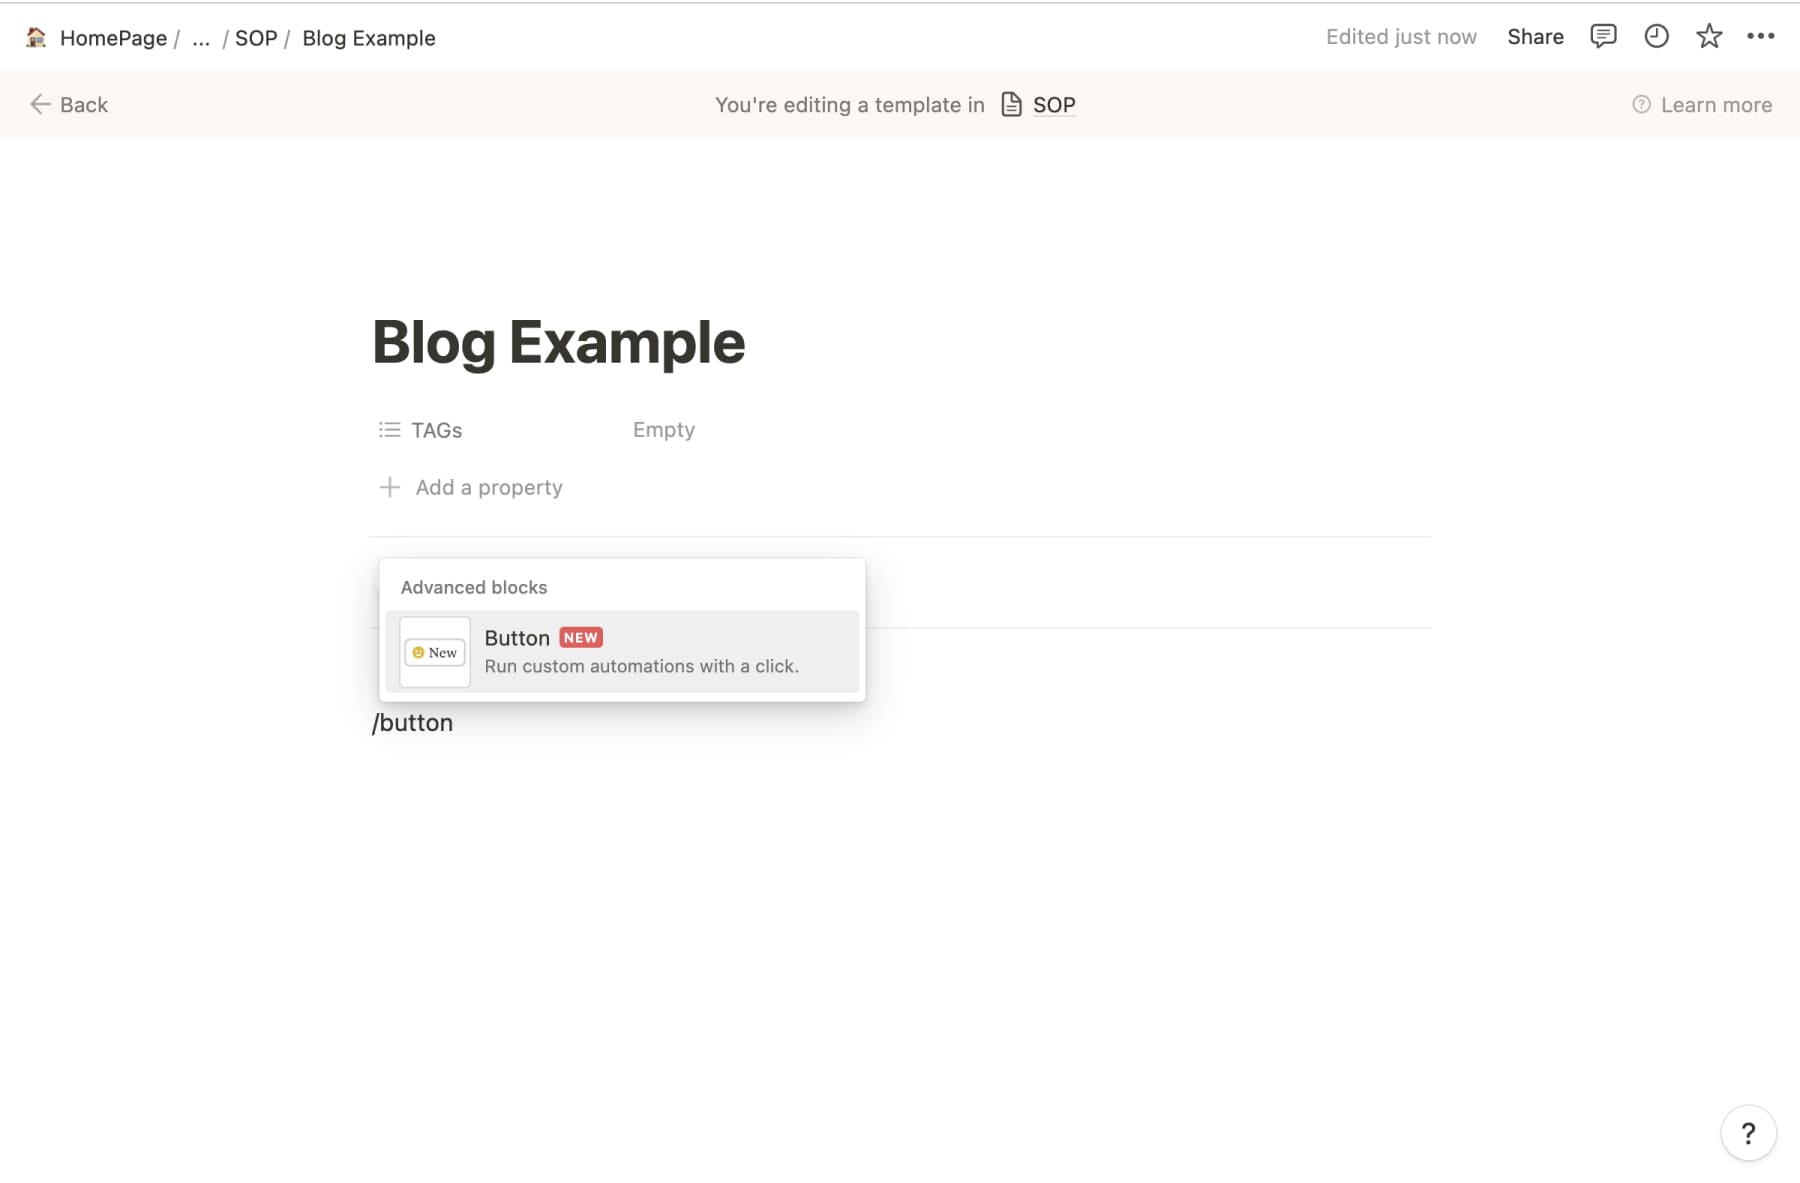 HomePage / ... / SOP / Blog Example
Edited just now Share
Back
You're editing a template in SOP
? Learn more
Blog Example
TAGs Empty
Add a property
Advanced blocks
New
Button NEW
Run custom automations with a click.
/button
?